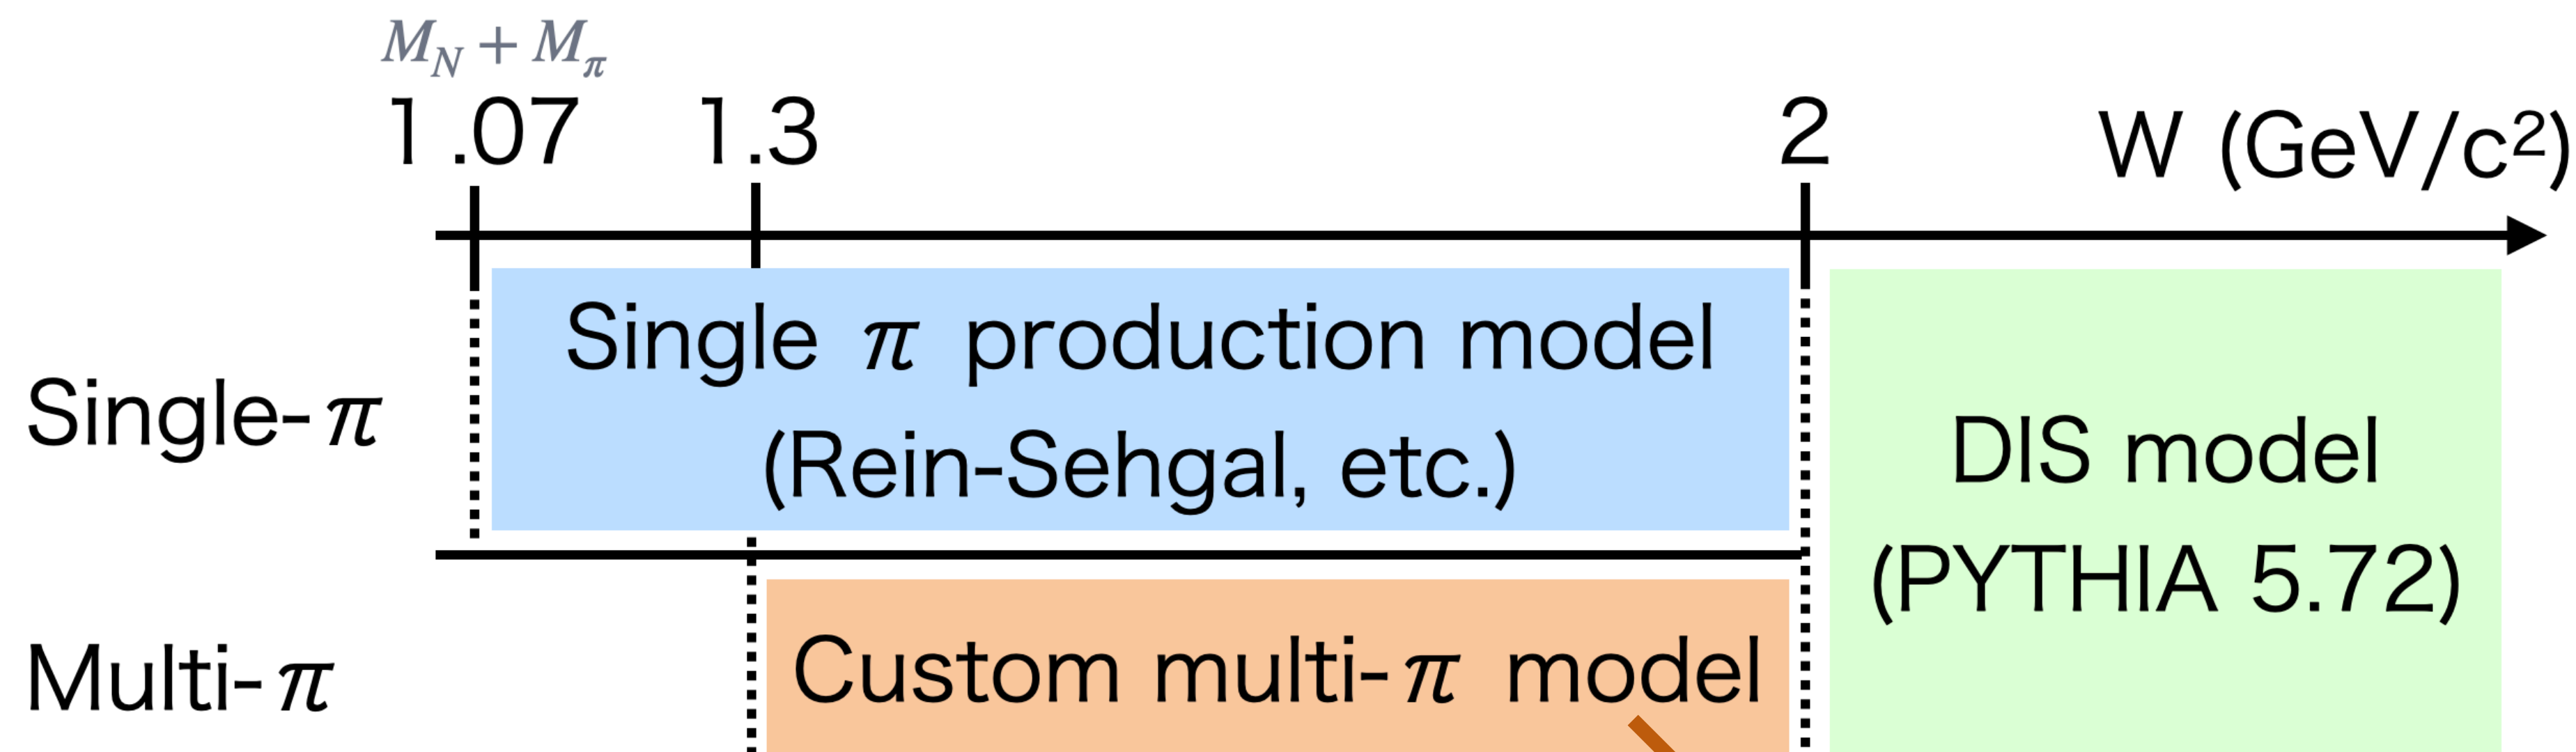 M_N + M_π
1.07 1.3 2 W (GeV/c²)
Single π production model
(Rein-Sehgal, etc.)
Single-π
DIS model
(PYTHIA 5.72)
Multi-π
Custom multi-π model